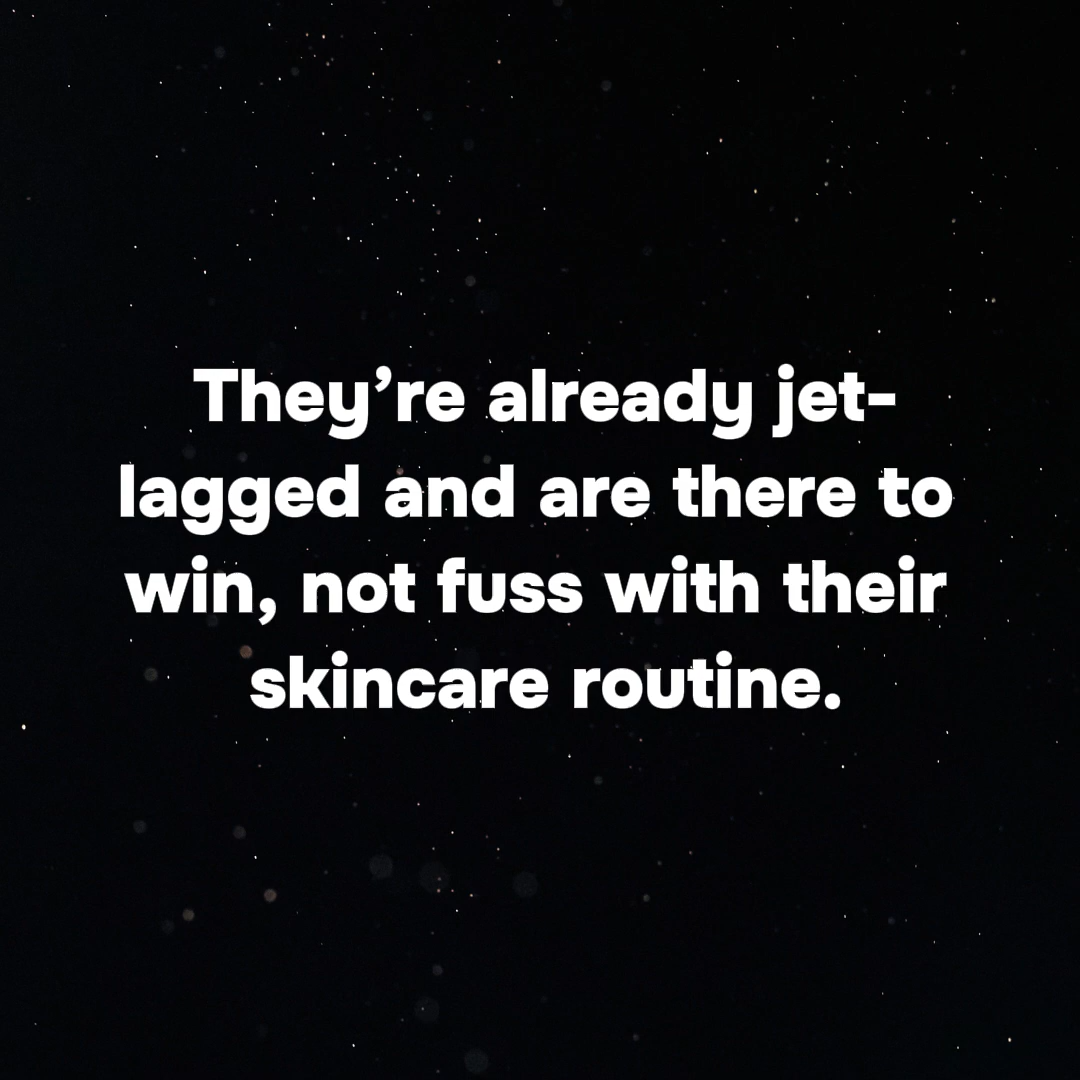 They’re already jet-
lagged and are there to
win, not fuss with their
skincare routine.